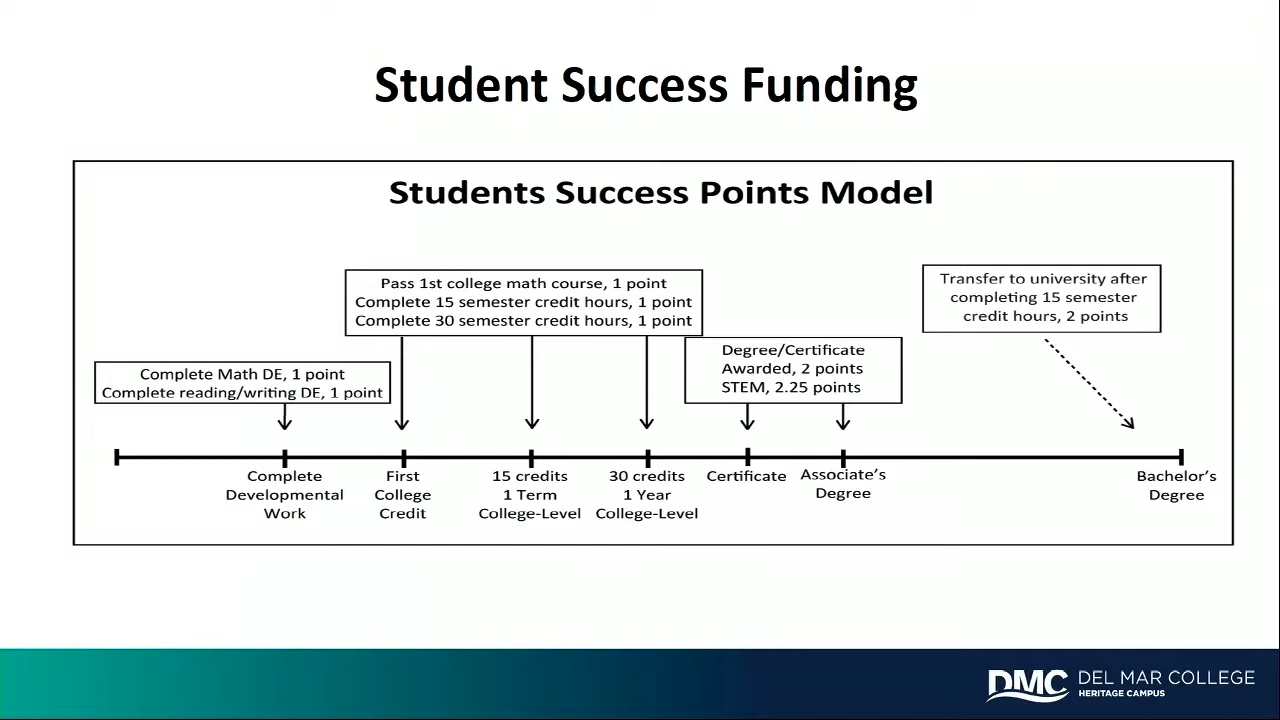 Student Success Funding
Students Success Points Model
Pass 1st college math course, 1 point
Complete 15 semester credit hours, 1 point
Complete 30 semester credit hours, 1 point
Transfer to university after
completing 15 semester
credit hours, 2 points
Degree/Certificate
Awarded, 2 points
STEM, 2.25 points
Complete Math DE, 1 point
Complete reading/writing DE, 1 point
Complete
Developmental
Work
First
College
Credit
15 credits
1 Term
College-Level
30 credits
1 Year
College-Level
Certificate
Associate's
Degree
Bachelor's
Degree
DMC DEL MAR COLLEGE
HERITAGE CAMPUS